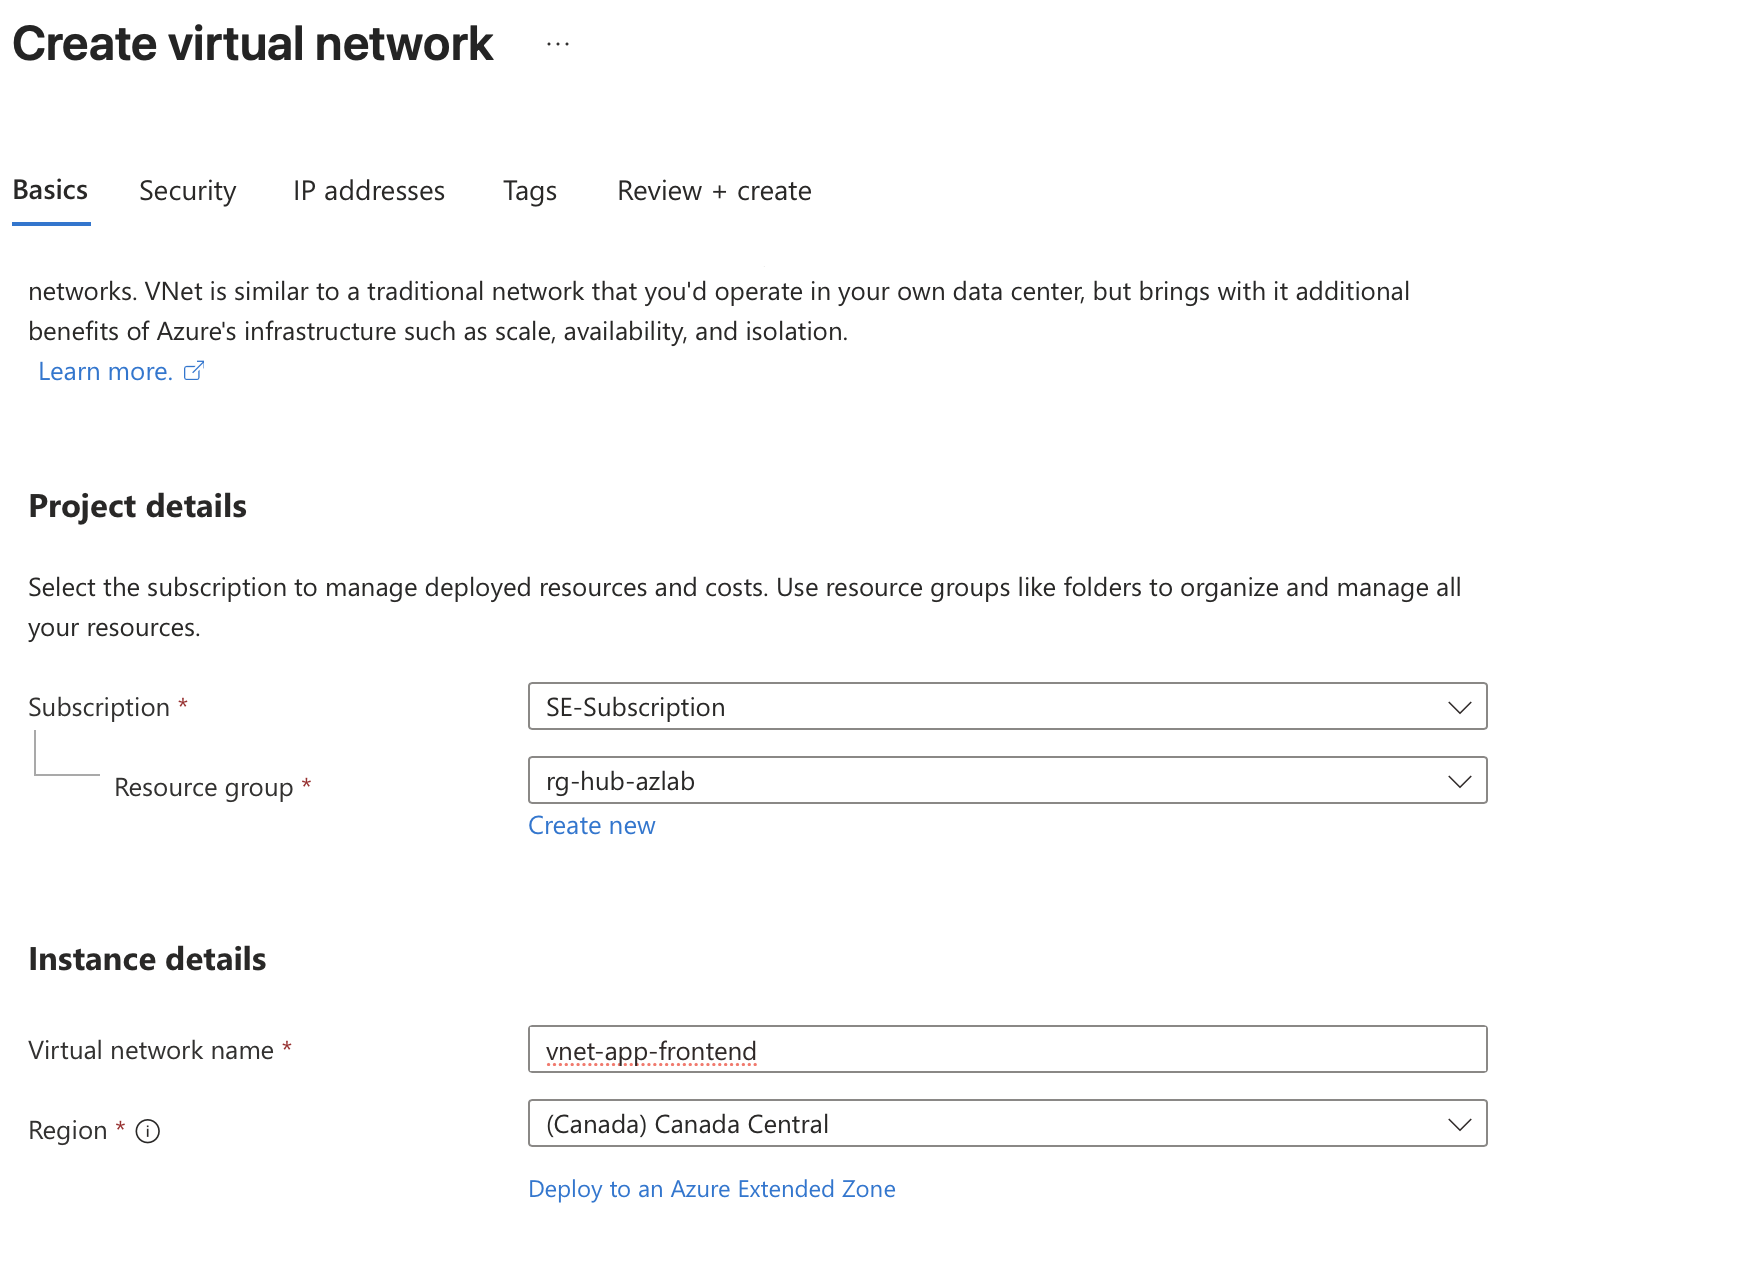 Create virtual network ...
Basics Security IP addresses Tags Review + create
networks. VNet is similar to a traditional network that you'd operate in your own data center, but brings with it additional
benefits of Azure's infrastructure such as scale, availability, and isolation.
Learn more.
Project details
Select the subscription to manage deployed resources and costs. Use resource groups like folders to organize and manage all
your resources.
Subscription * SE-Subscription
Resource group * rg-hub-azlab
Create new
Instance details
Virtual network name * vnet-app-frontend
Region * (Canada) Canada Central
Deploy to an Azure Extended Zone